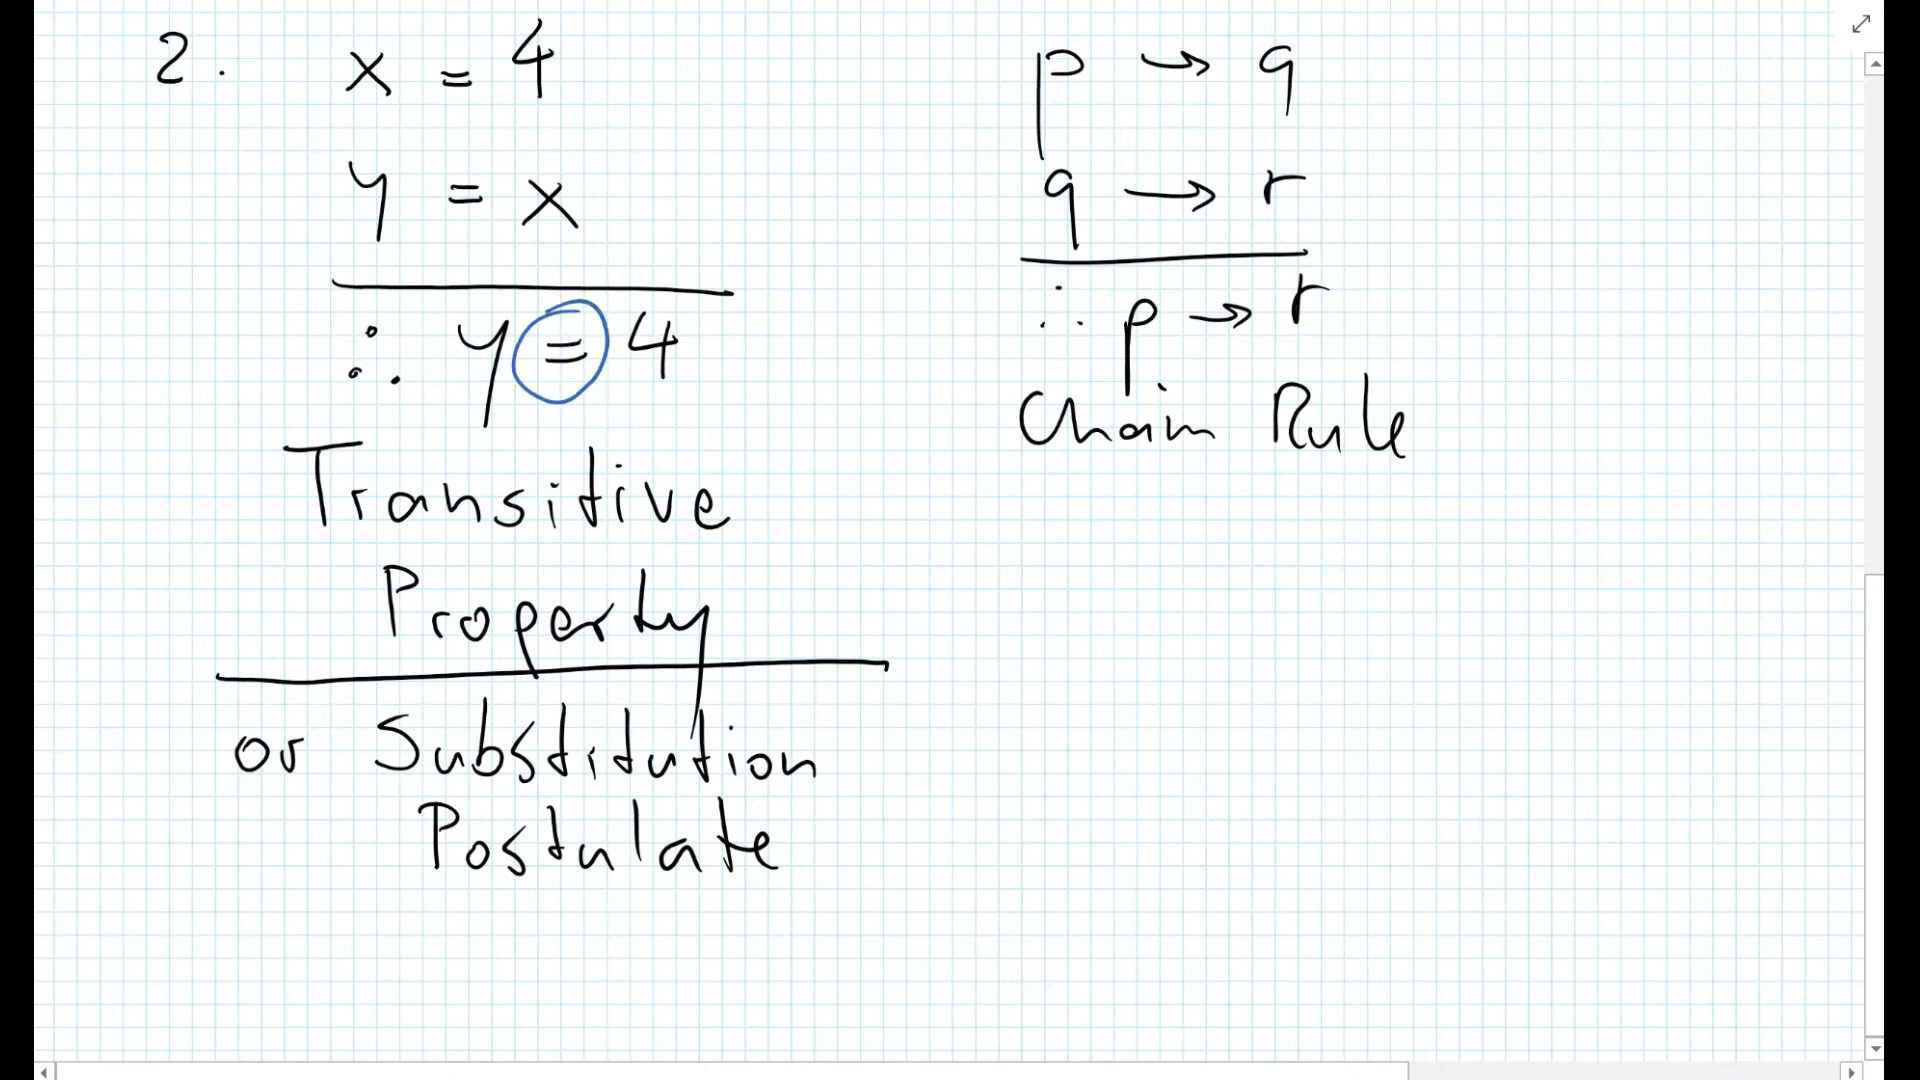 2. x = 4
y = x
∴ y = 4
Transitive
Property
or Substitution
Postulate
p → q
q → r
∴ p → r
Chain Rule